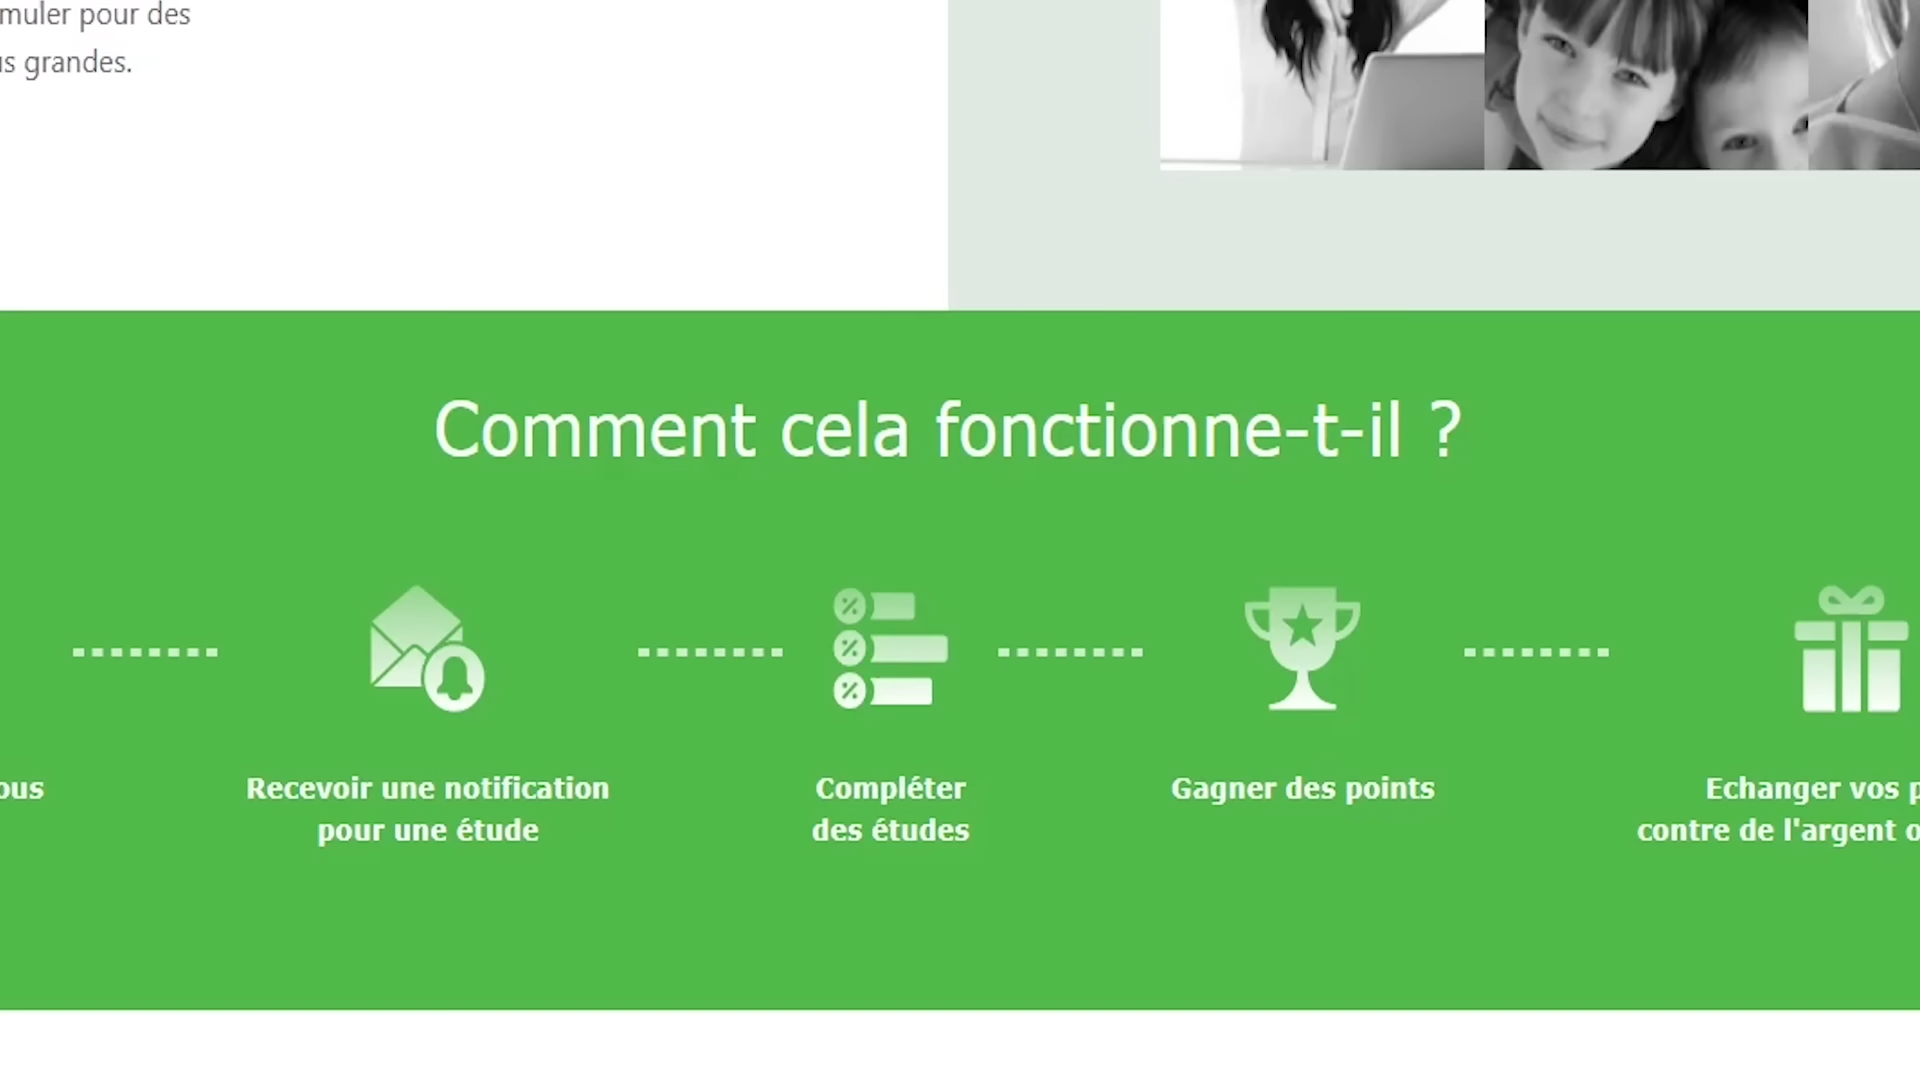 muler pour des
us grandes.
Comment cela fonctionne-t-il ?
ous
Recevoir une notification
pour une étude
Compléter
des études
Gagner des points
Echanger vos p
contre de l'argent o